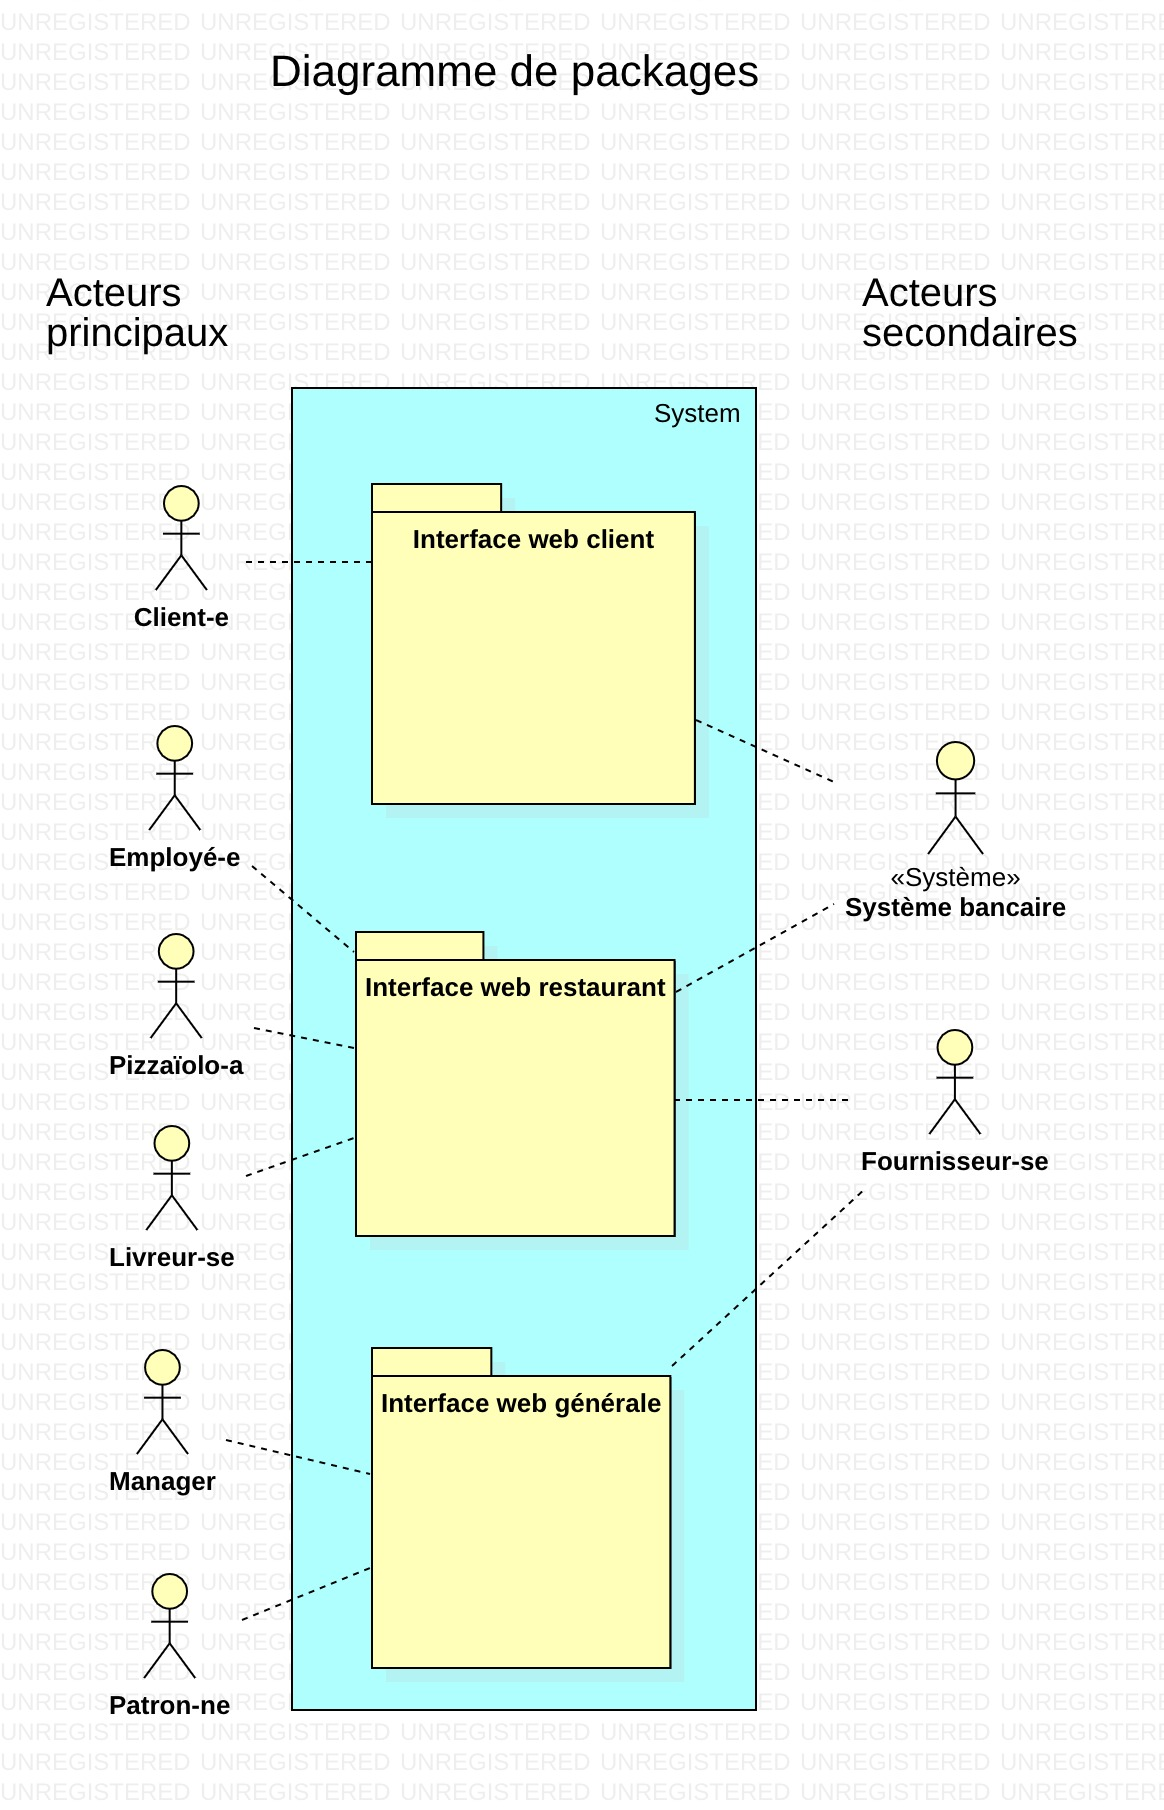 Diagramme de packages
Acteurs
principaux
Acteurs
secondaires
System
Interface web client
Client-e
Employé-e
«Système»
Système bancaire
Interface web restaurant
Pizzaïolo-a
Fournisseur-se
Livreur-se
Interface web générale
Manager
Patron-ne
UNREGISTERED